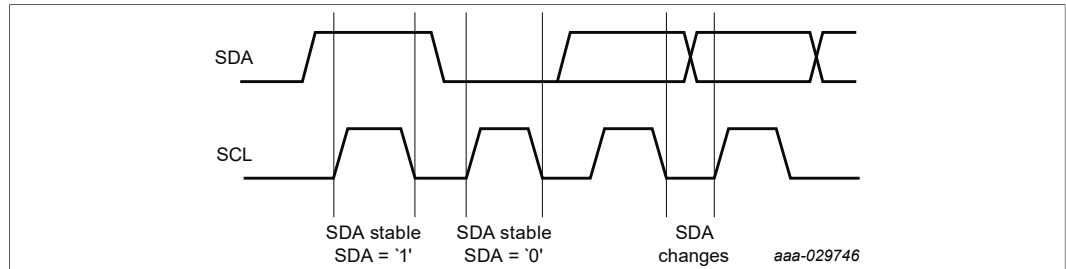 SDA
SCL
SDA stable
SDA = `1'
SDA stable
SDA = `0'
SDA
changes
aaa-029746